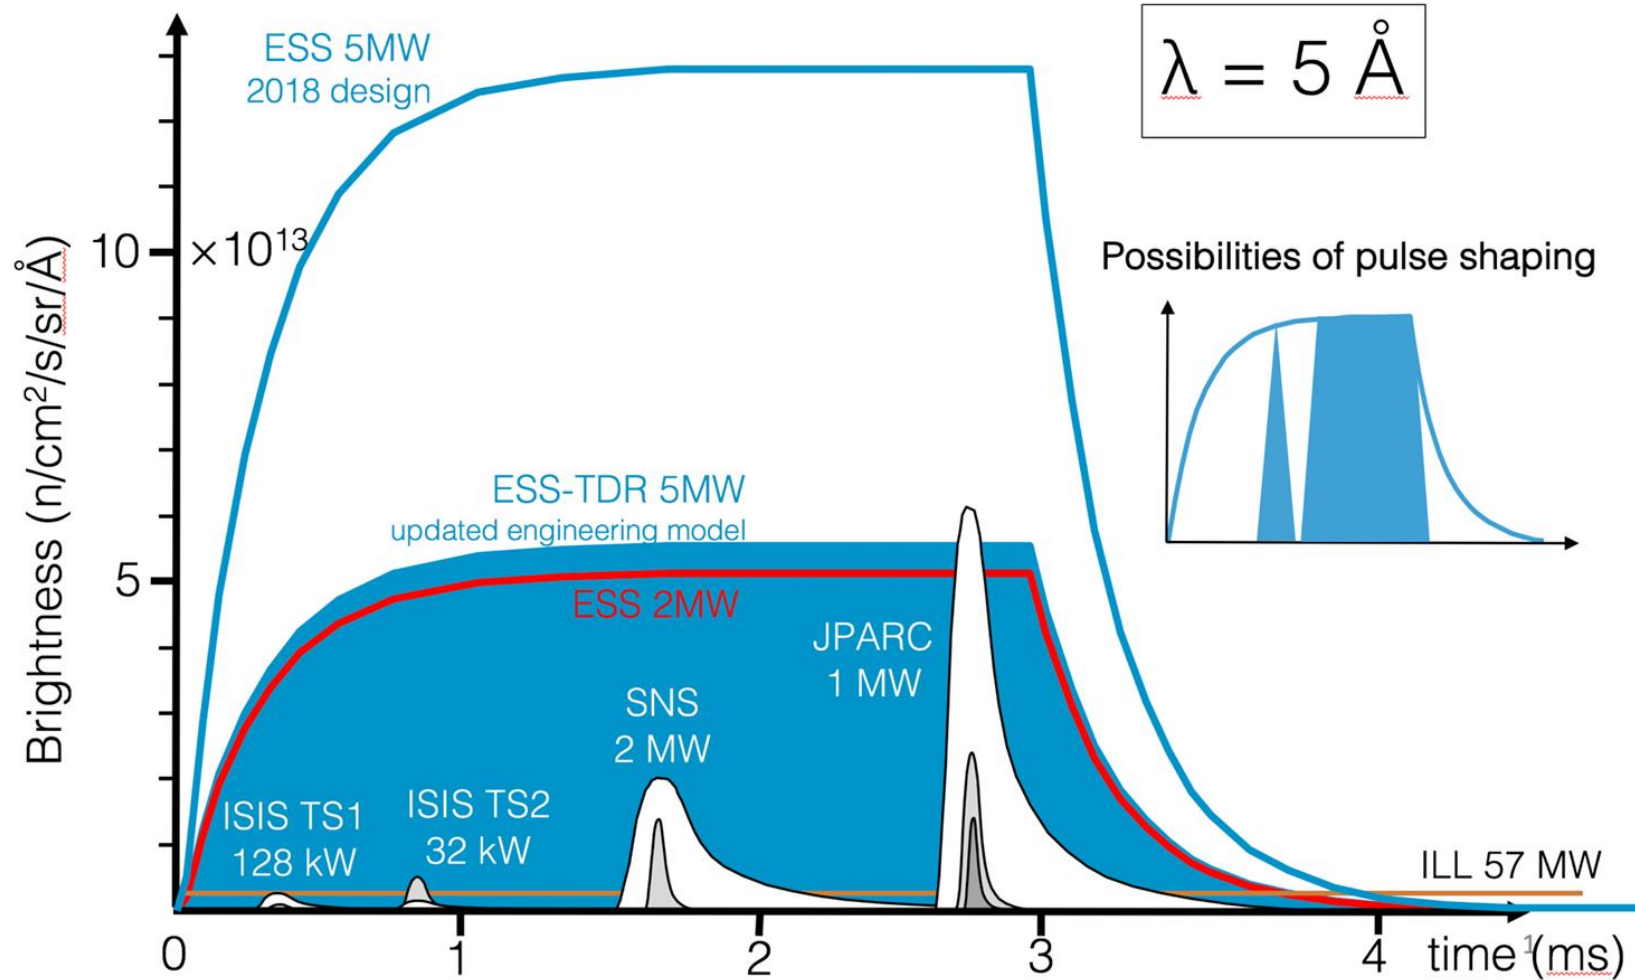 ESS 5MW
2018 design
λ = 5 Å
10
×10¹³
Possibilities of pulse shaping
Brightness (n/cm²/s/sr/Å)
ESS-TDR 5MW
updated engineering model
5
ESS 2MW
JPARC
1 MW
SNS
2 MW
ISIS TS1
128 kW
ISIS TS2
32 kW
ILL 57 MW
0 1 2 3 4 time (ms)
1